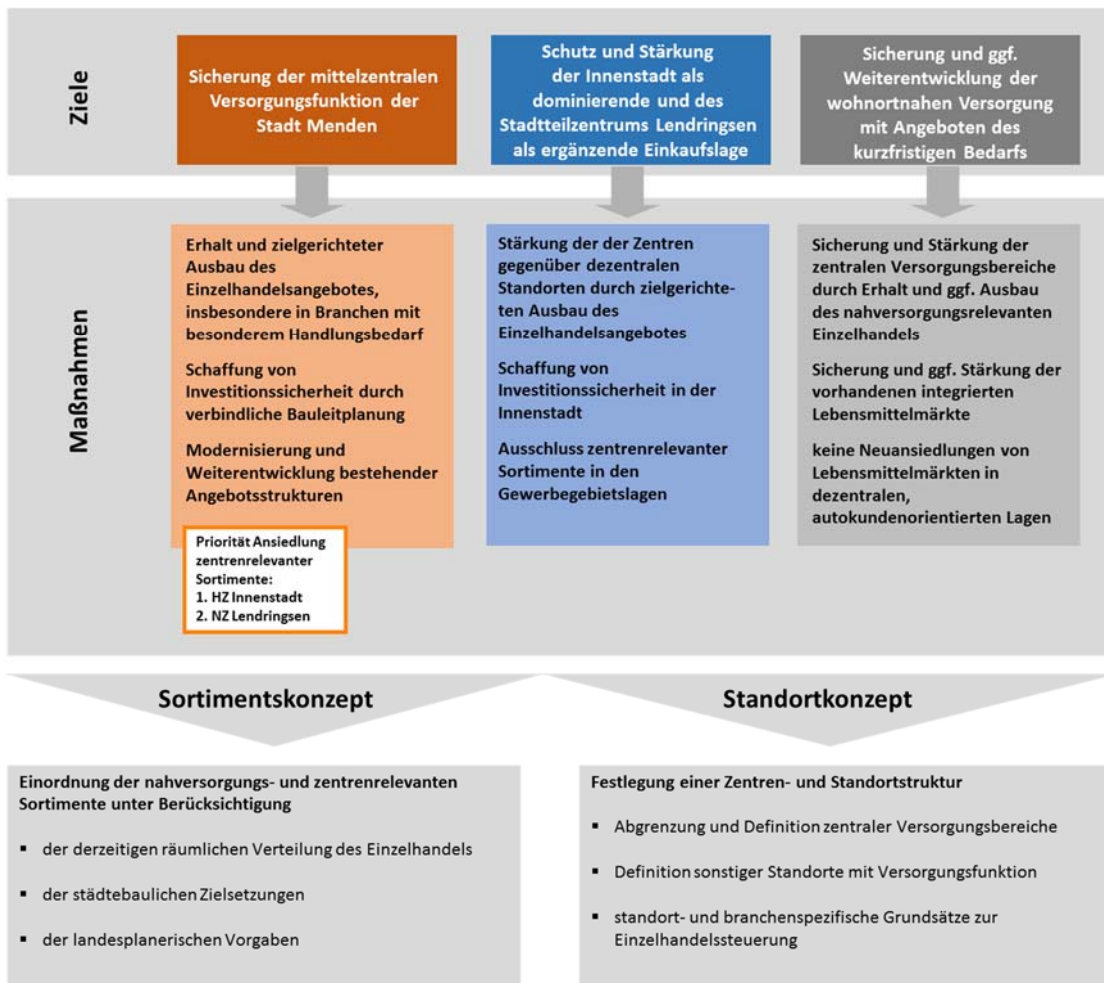 Ziele
Sicherung der mittelzentralen
Versorgungsfunktion der
Stadt Menden
Schutz und Stärkung
der Innenstadt als
dominierende und des
Stadtteilzentrums Lendringsen
als ergänzende Einkaufslage
Sicherung und ggf.
Weiterentwicklung der
wohnortnahen Versorgung
mit Angeboten des
kurzfristigen Bedarfs
Maßnahmen
Erhalt und zielgerichteter
Ausbau des
Einzelhandelsangebotes,
insbesondere in Branchen mit
besonderem Handlungsbedarf
Schaffung von
Investitionssicherheit durch
verbindliche Bauleitplanung
Modernisierung und
Weiterentwicklung bestehender
Angebotsstrukturen
Priorität Ansiedlung
zentrenrelevanter
Sortimente:
1. HZ Innenstadt
2. NZ Lendringsen
Stärkung der der Zentren
gegenüber dezentralen
Standorten durch zielgerichte-
ten Ausbau des
Einzelhandelsangebotes
Schaffung von
Investitionssicherheit in der
Innenstadt
Ausschluss zentrenrelevanter
Sortimente in den
Gewerbegebietslagen
Sicherung und Stärkung der
zentralen Versorgungsbereiche
durch Erhalt und ggf. Ausbau
des nahversorgungsrelevanten
Einzelhandels
Sicherung und ggf. Stärkung der
vorhandenen integrierten
Lebensmittelmärkte
keine Neuansiedlungen von
Lebensmittelmärkten in
dezentralen,
autokundenorientierten Lagen
Sortimentskonzept
Einordnung der nahversorgungs- und zentrenrelevanten
Sortimente unter Berücksichtigung
▪ der derzeitigen räumlichen Verteilung des Einzelhandels
▪ der städtebaulichen Zielsetzungen
▪ der landesplanerischen Vorgaben
Standortkonzept
Festlegung einer Zentren- und Standortstruktur
▪ Abgrenzung und Definition zentraler Versorgungsbereiche
▪ Definition sonstiger Standorte mit Versorgungsfunktion
▪ standort- und branchenspezifische Grundsätze zur
Einzelhandelssteuerung